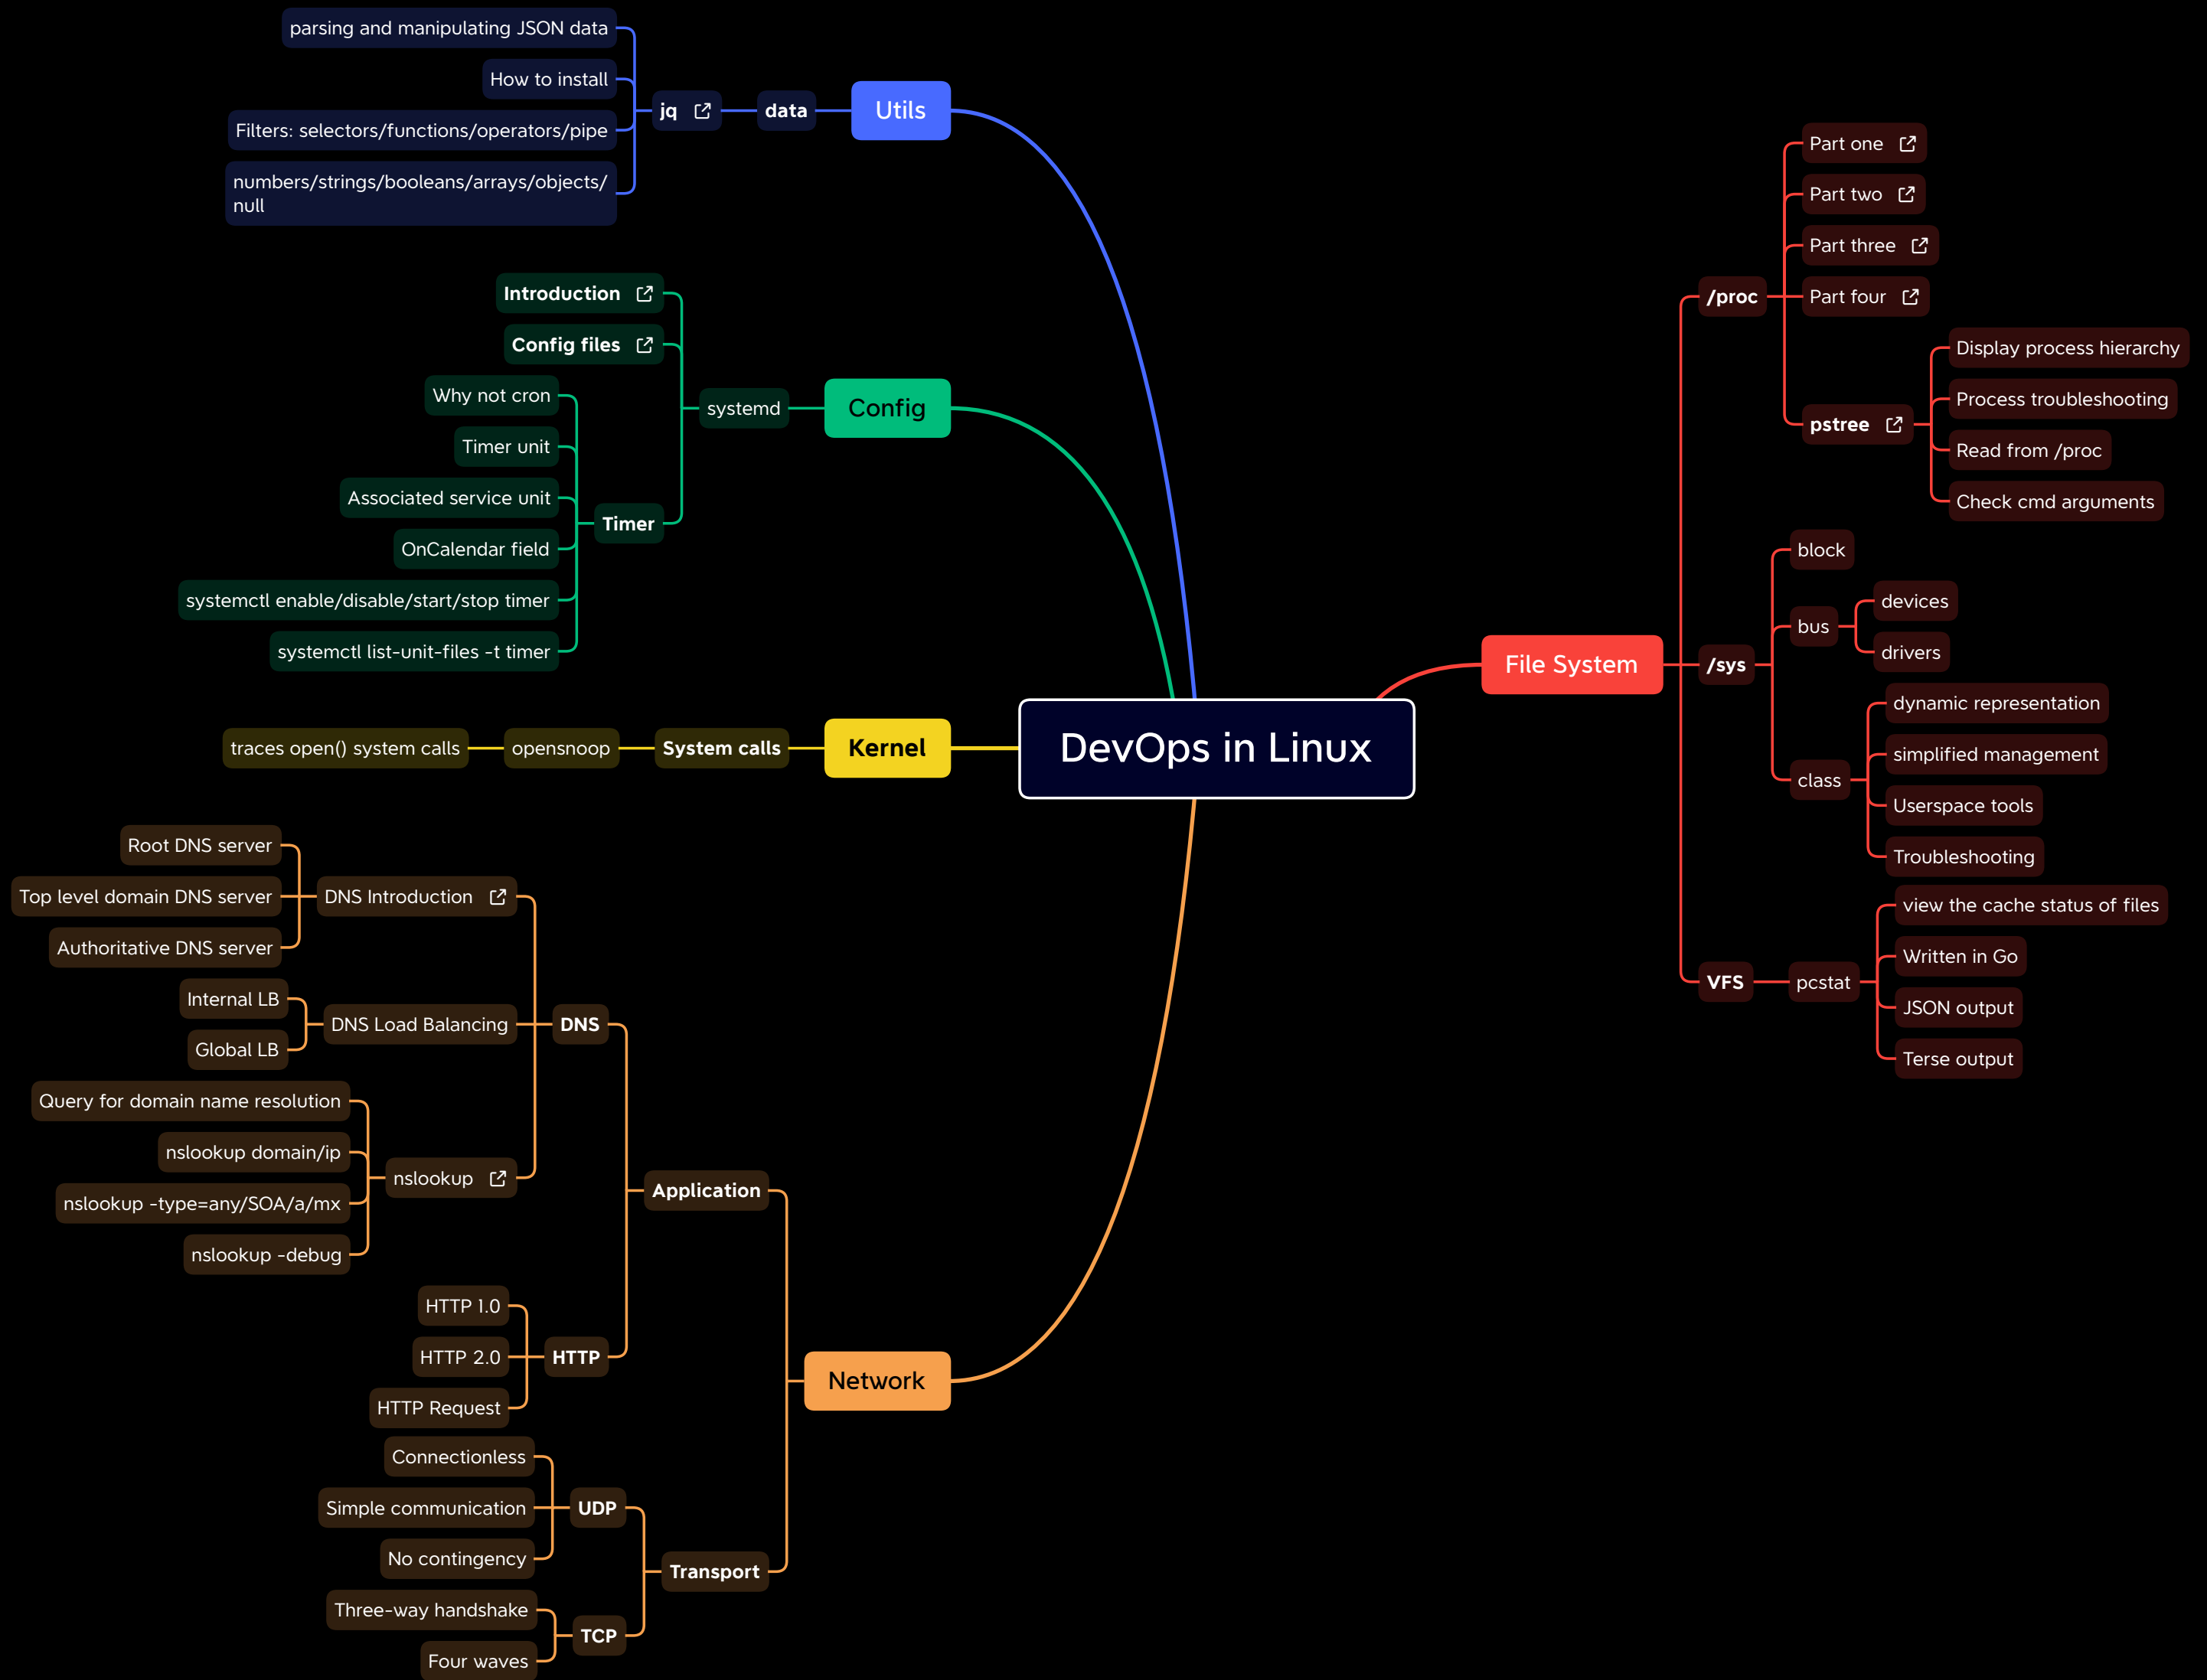 DevOps in Linux
Utils
data
jq
parsing and manipulating JSON data
How to install
Filters: selectors/functions/operators/pipe
numbers/strings/booleans/arrays/objects/
null
Config
systemd
Introduction
Config files
Timer
Why not cron
Timer unit
Associated service unit
OnCalendar field
systemctl enable/disable/start/stop timer
systemctl list-unit-files -t timer
Kernel
System calls
opensnoop
traces open() system calls
Network
Application
DNS
DNS Introduction
Root DNS server
Top level domain DNS server
Authoritative DNS server
DNS Load Balancing
Internal LB
Global LB
nslookup
Query for domain name resolution
nslookup domain/ip
nslookup -type=any/SOA/a/mx
nslookup -debug
HTTP
HTTP 1.0
HTTP 2.0
HTTP Request
Transport
UDP
Connectionless
Simple communication
No contingency
TCP
Three-way handshake
Four waves
File System
/proc
Part one
Part two
Part three
Part four
pstree
Display process hierarchy
Process troubleshooting
Read from /proc
Check cmd arguments
/sys
block
bus
devices
drivers
class
dynamic representation
simplified management
Userspace tools
Troubleshooting
VFS
pcstat
view the cache status of files
Written in Go
JSON output
Terse output